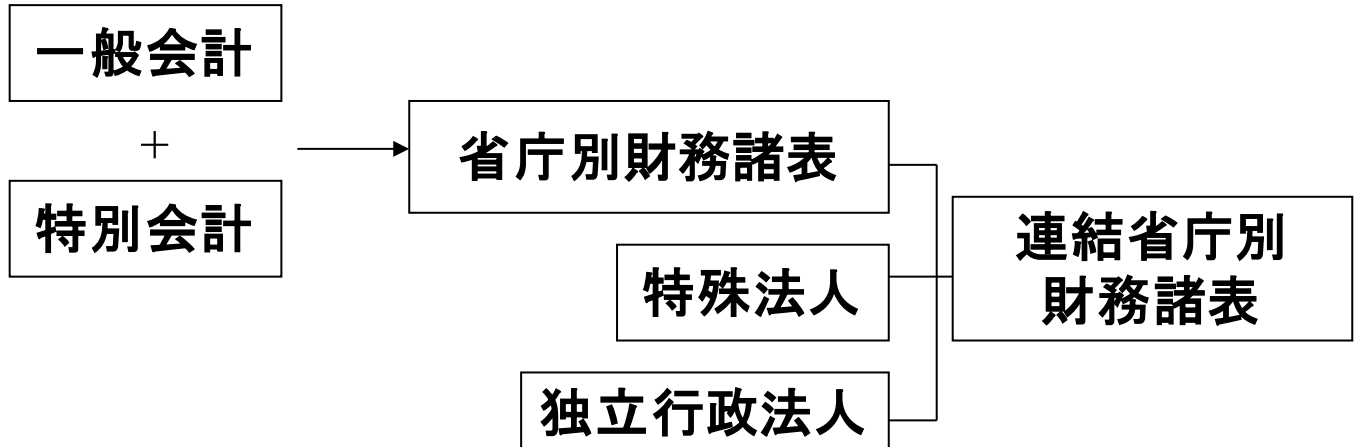 一般会計
＋
特別会計
省庁別財務諸表
特殊法人
独立行政法人
連結省庁別
財務諸表